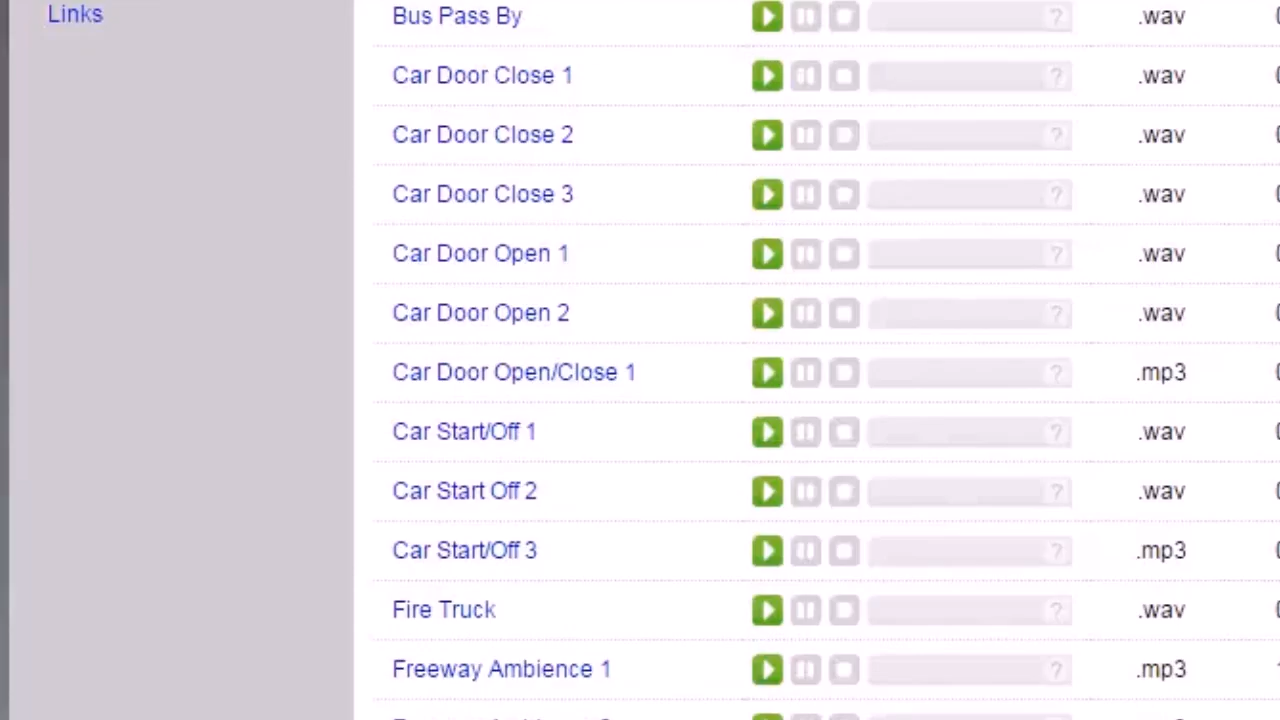 Links
Bus Pass By ? .wav
Car Door Close 1 ? .wav
Car Door Close 2 ? .wav
Car Door Close 3 ? .wav
Car Door Open 1 ? .wav
Car Door Open 2 ? .wav
Car Door Open/Close 1 ? .mp3
Car Start/Off 1 ? .wav
Car Start Off 2 ? .wav
Car Start/Off 3 ? .mp3
Fire Truck ? .wav
Freeway Ambience 1 ? .mp3